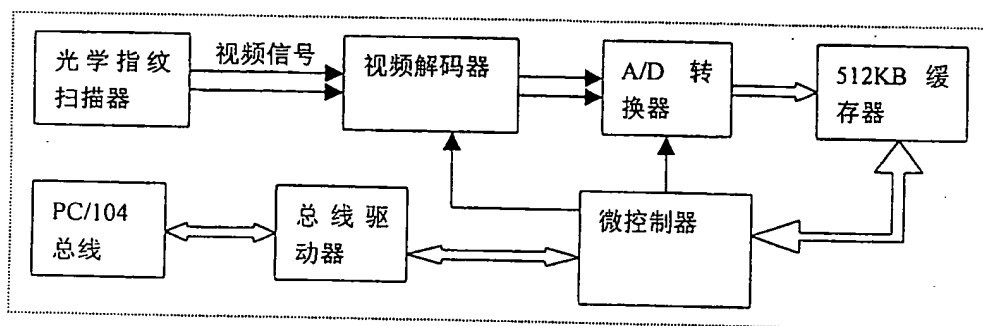 光学指纹
扫描器
视频信号
视频解码器
A/D 转
换器
512KB 缓
存器
PC/104
总线
总线驱
动器
微控制器